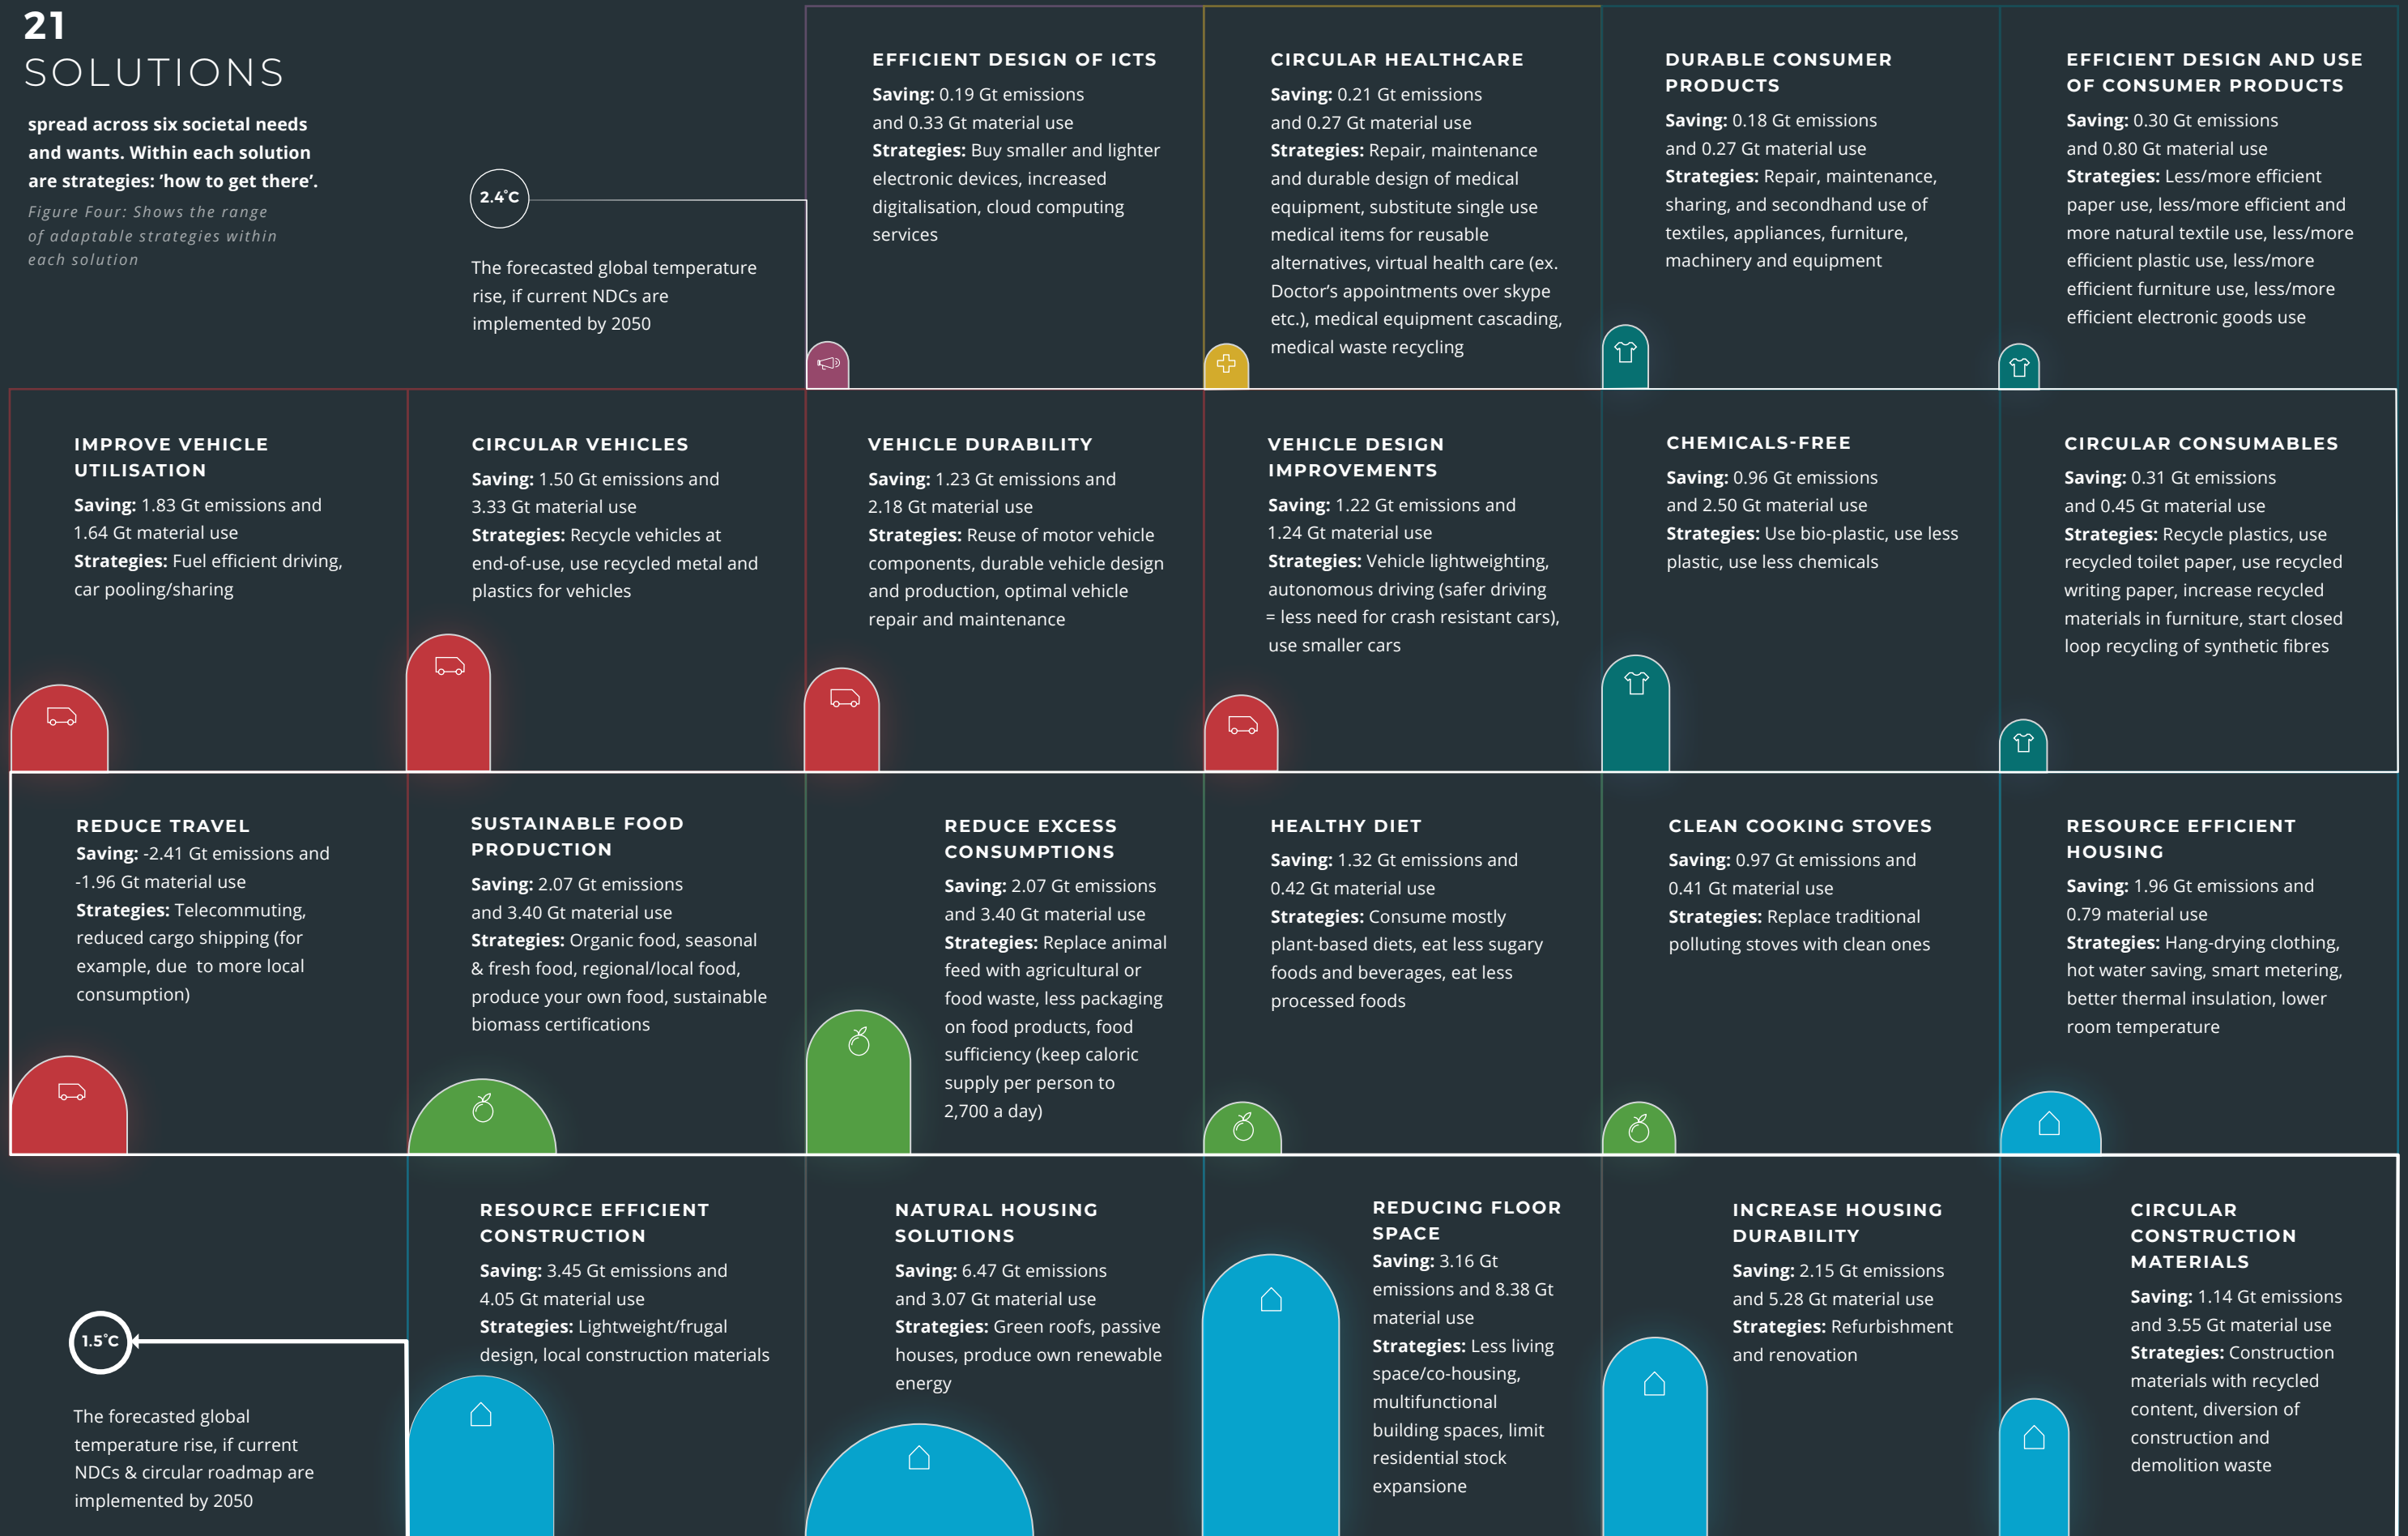 21
SOLUTIONS
spread across six societal needs
and wants. Within each solution
are strategies: ’how to get there’.
Figure Four: Shows the range
of adaptable strategies within
each solution
2.4°C
The forecasted global temperature
rise, if current NDCs are
implemented by 2050
EFFICIENT DESIGN OF ICTS
Saving: 0.19 Gt emissions
and 0.33 Gt material use
Strategies: Buy smaller and lighter
electronic devices, increased
digitalisation, cloud computing
services
CIRCULAR HEALTHCARE
Saving: 0.21 Gt emissions
and 0.27 Gt material use
Strategies: Repair, maintenance
and durable design of medical
equipment, substitute single use
medical items for reusable
alternatives, virtual health care (ex.
Doctor’s appointments over skype
etc.), medical equipment cascading,
medical waste recycling
DURABLE CONSUMER
PRODUCTS
Saving: 0.18 Gt emissions
and 0.27 Gt material use
Strategies: Repair, maintenance,
sharing, and secondhand use of
textiles, appliances, furniture,
machinery and equipment
EFFICIENT DESIGN AND USE
OF CONSUMER PRODUCTS
Saving: 0.30 Gt emissions
and 0.80 Gt material use
Strategies: Less/more efficient
paper use, less/more efficient and
more natural textile use, less/more
efficient plastic use, less/more
efficient furniture use, less/more
efficient electronic goods use
IMPROVE VEHICLE
UTILISATION
Saving: 1.83 Gt emissions and
1.64 Gt material use
Strategies: Fuel efficient driving,
car pooling/sharing
CIRCULAR VEHICLES
Saving: 1.50 Gt emissions and
3.33 Gt material use
Strategies: Recycle vehicles at
end-of-use, use recycled metal and
plastics for vehicles
VEHICLE DURABILITY
Saving: 1.23 Gt emissions and
2.18 Gt material use
Strategies: Reuse of motor vehicle
components, durable vehicle design
and production, optimal vehicle
repair and maintenance
VEHICLE DESIGN
IMPROVEMENTS
Saving: 1.22 Gt emissions and
1.24 Gt material use
Strategies: Vehicle lightweighting,
autonomous driving (safer driving
= less need for crash resistant cars),
use smaller cars
CHEMICALS-FREE
Saving: 0.96 Gt emissions
and 2.50 Gt material use
Strategies: Use bio-plastic, use less
plastic, use less chemicals
CIRCULAR CONSUMABLES
Saving: 0.31 Gt emissions
and 0.45 Gt material use
Strategies: Recycle plastics, use
recycled toilet paper, use recycled
writing paper, increase recycled
materials in furniture, start closed
loop recycling of synthetic fibres
REDUCE TRAVEL
Saving: -2.41 Gt emissions and
-1.96 Gt material use
Strategies: Telecommuting,
reduced cargo shipping (for
example, due to more local
consumption)
SUSTAINABLE FOOD
PRODUCTION
Saving: 2.07 Gt emissions
and 3.40 Gt material use
Strategies: Organic food, seasonal
& fresh food, regional/local food,
produce your own food, sustainable
biomass certifications
REDUCE EXCESS
CONSUMPTIONS
Saving: 2.07 Gt emissions
and 3.40 Gt material use
Strategies: Replace animal
feed with agricultural or
food waste, less packaging
on food products, food
sufficiency (keep caloric
supply per person to
2,700 a day)
HEALTHY DIET
Saving: 1.32 Gt emissions and
0.42 Gt material use
Strategies: Consume mostly
plant-based diets, eat less sugary
foods and beverages, eat less
processed foods
CLEAN COOKING STOVES
Saving: 0.97 Gt emissions and
0.41 Gt material use
Strategies: Replace traditional
polluting stoves with clean ones
RESOURCE EFFICIENT
HOUSING
Saving: 1.96 Gt emissions and
0.79 material use
Strategies: Hang-drying clothing,
hot water saving, smart metering,
better thermal insulation, lower
room temperature
1.5°C
The forecasted global
temperature rise, if current
NDCs & circular roadmap are
implemented by 2050
RESOURCE EFFICIENT
CONSTRUCTION
Saving: 3.45 Gt emissions and
4.05 Gt material use
Strategies: Lightweight/frugal
design, local construction materials
NATURAL HOUSING
SOLUTIONS
Saving: 6.47 Gt emissions
and 3.07 Gt material use
Strategies: Green roofs, passive
houses, produce own renewable
energy
REDUCING FLOOR
SPACE
Saving: 3.16 Gt
emissions and 8.38 Gt
material use
Strategies: Less living
space/co-housing,
multifunctional
building spaces, limit
residential stock
expansione
INCREASE HOUSING
DURABILITY
Saving: 2.15 Gt emissions
and 5.28 Gt material use
Strategies: Refurbishment
and renovation
CIRCULAR
CONSTRUCTION
MATERIALS
Saving: 1.14 Gt emissions
and 3.55 Gt material use
Strategies: Construction
materials with recycled
content, diversion of
construction and
demolition waste